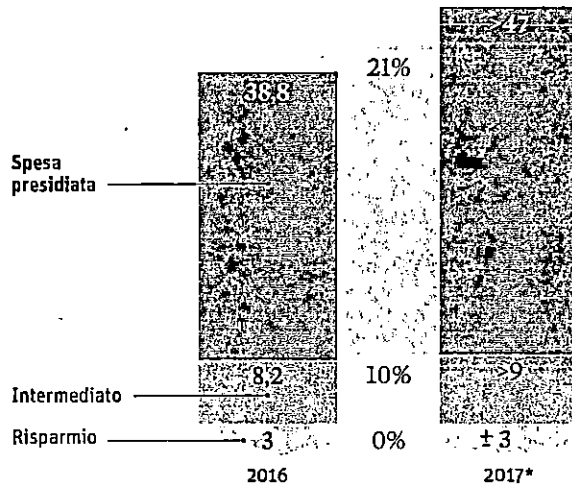 >47
21%
38,8
Spesa
presidiata
8,2
10%
>9
Intermediato
Risparmio
3
0%
±3
2016
2017*